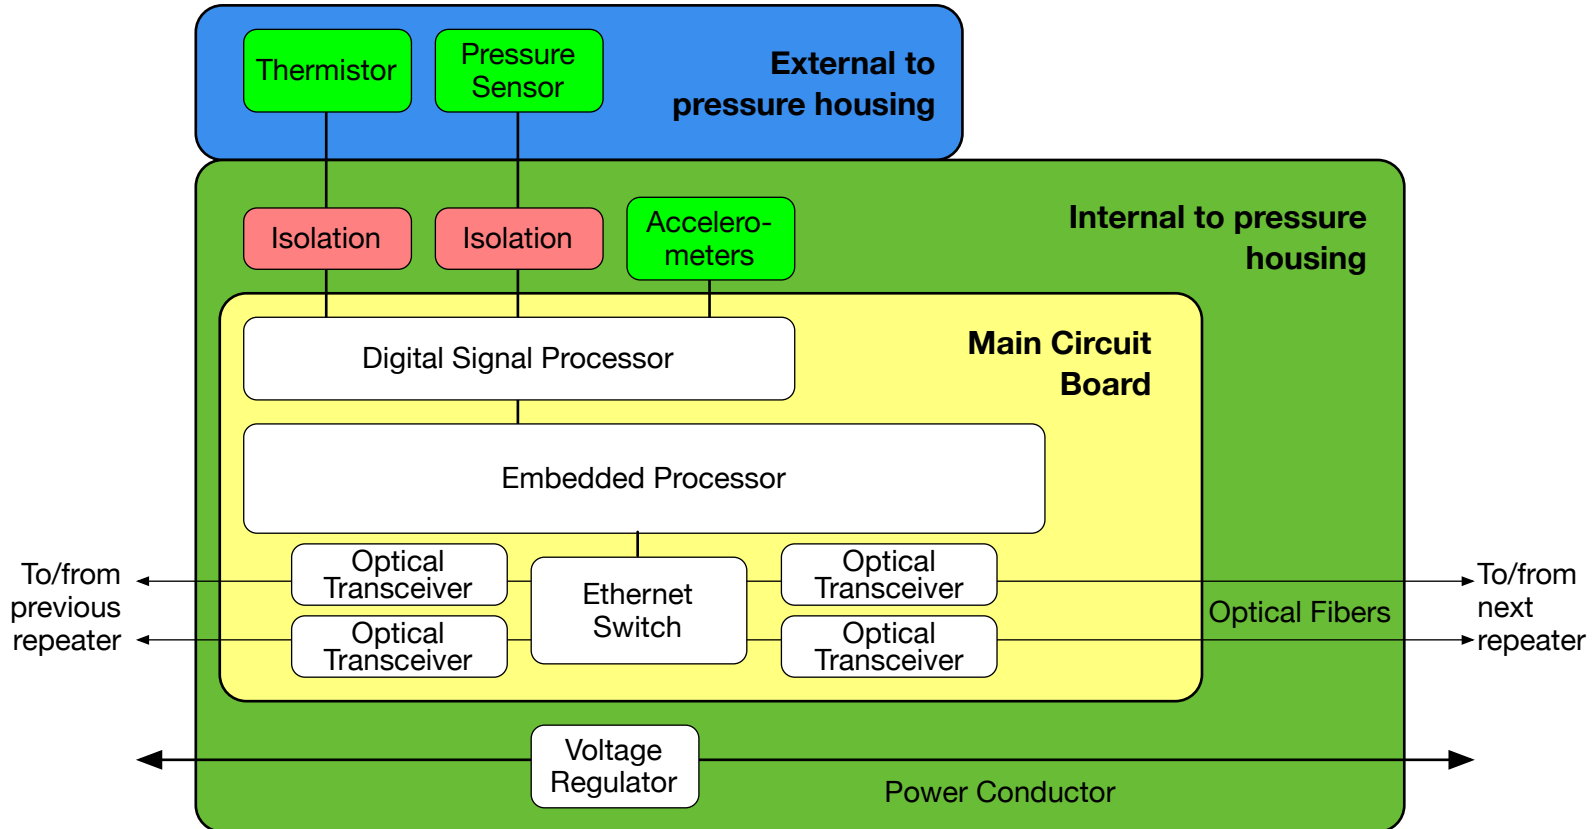 Thermistor
Pressure
Sensor
External to
pressure housing
Isolation
Isolation
Accelero-
meters
Internal to pressure
housing
Digital Signal Processor
Main Circuit
Board
Embedded Processor
To/from
previous
repeater
Optical
Transceiver
Optical
Transceiver
Ethernet
Switch
Optical
Transceiver
Optical
Transceiver
Optical Fibers
To/from
next
repeater
Voltage
Regulator
Power Conductor